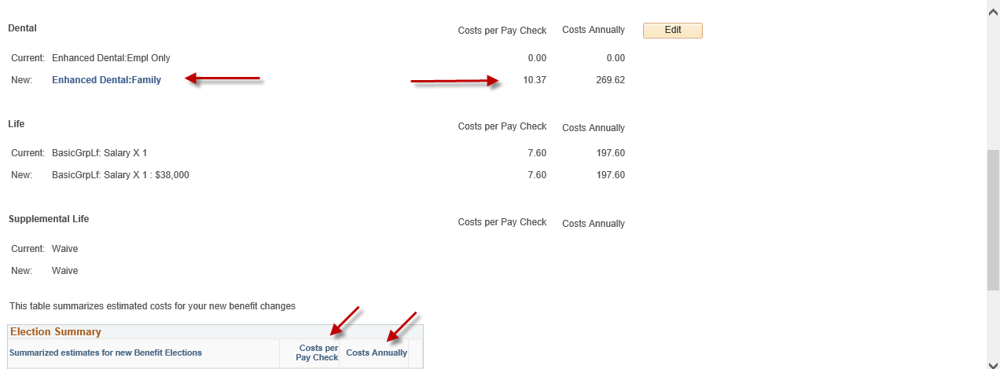 Dental Costs per Pay Check Costs Annually Edit
Current: Enhanced Dental:Empl Only 0.00 0.00
New: Enhanced Dental:Family 10.37 269.62
Life Costs per Pay Check Costs Annually
Current: BasicGrpLf: Salary X 1 7.60 197.60
New: BasicGrpLf: Salary X 1 : $38,000 7.60 197.60
Supplemental Life Costs per Pay Check Costs Annually
Current: Waive
New: Waive
This table summarizes estimated costs for your new benefit changes
Election Summary
Summarized estimates for new Benefit Elections Costs per Pay Check Costs Annually